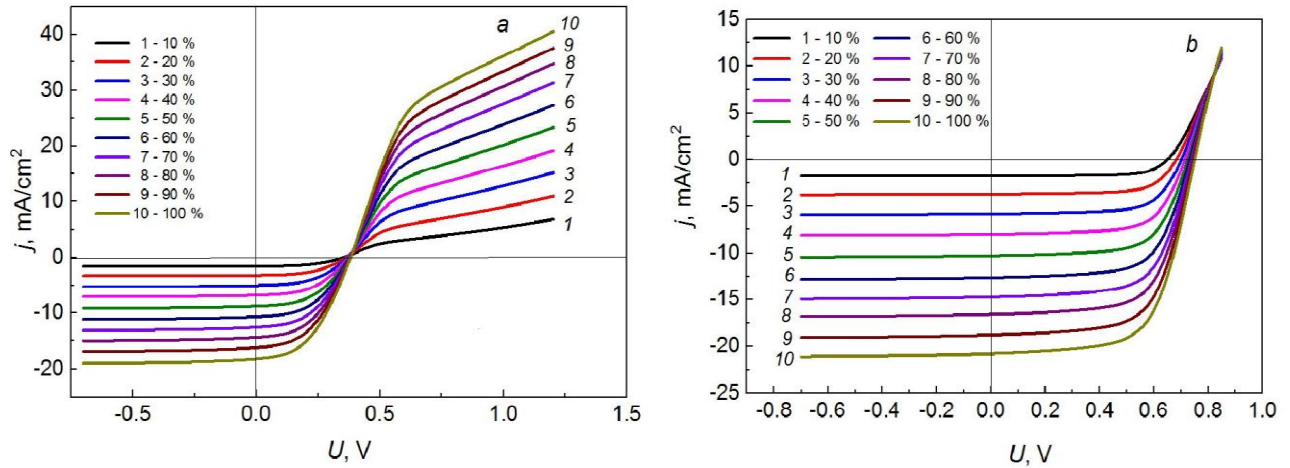 a
10
9
8
7
6
5
4
3
2
1
1 - 10 %
2 - 20 %
3 - 30 %
4 - 40 %
5 - 50 %
6 - 60 %
7 - 70 %
8 - 80 %
9 - 90 %
10 - 100 %
40
30
20
10
0
-10
-20
j, mA/cm²
-0.5 0.0 0.5 1.0 1.5
U, V
b
1 - 10 % 6 - 60 %
2 - 20 % 7 - 70 %
3 - 30 % 8 - 80 %
4 - 40 % 9 - 90 %
5 - 50 % 10 - 100 %
1
2
3
4
5
6
7
8
9
10
15
10
5
0
-5
-10
-15
-20
-25
j, mA/cm²
-0.8 -0.6 -0.4 -0.2 0.0 0.2 0.4 0.6 0.8 1.0
U, V